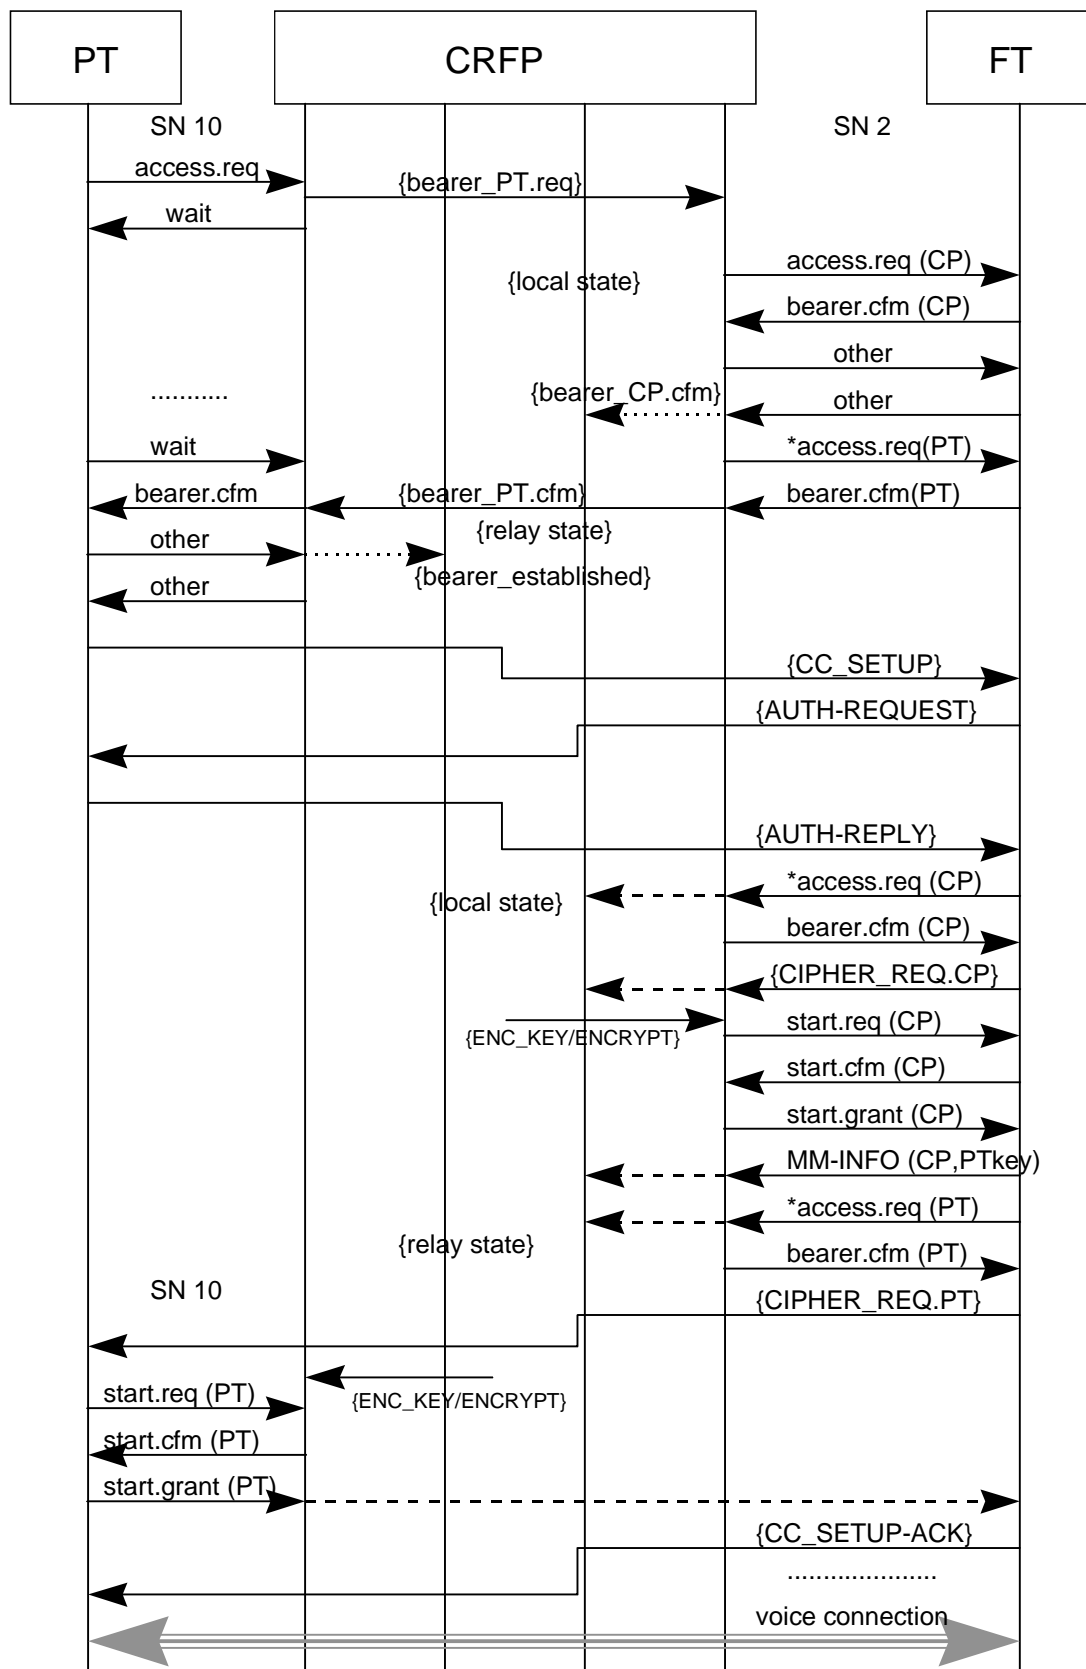 PT
CRFP
FT
SN 10
SN 2
access.req
{bearer_PT.req}
wait
access.req (CP)
{local state}
bearer.cfm (CP)
other
{bearer_CP.cfm}
...........
other
wait
*access.req(PT)
bearer.cfm
{bearer_PT.cfm}
bearer.cfm(PT)
{relay state}
other
{bearer_established}
other
{CC_SETUP}
{AUTH-REQUEST}
{AUTH-REPLY}
*access.req (CP)
{local state}
bearer.cfm (CP)
{CIPHER_REQ.CP}
start.req (CP)
{ENC_KEY/ENCRYPT}
start.cfm (CP)
start.grant (CP)
MM-INFO (CP,PTkey)
*access.req (PT)
{relay state}
bearer.cfm (PT)
SN 10
{CIPHER_REQ.PT}
start.req (PT)
{ENC_KEY/ENCRYPT}
start.cfm (PT)
start.grant (PT)
{CC_SETUP-ACK}
.....................
voice connection